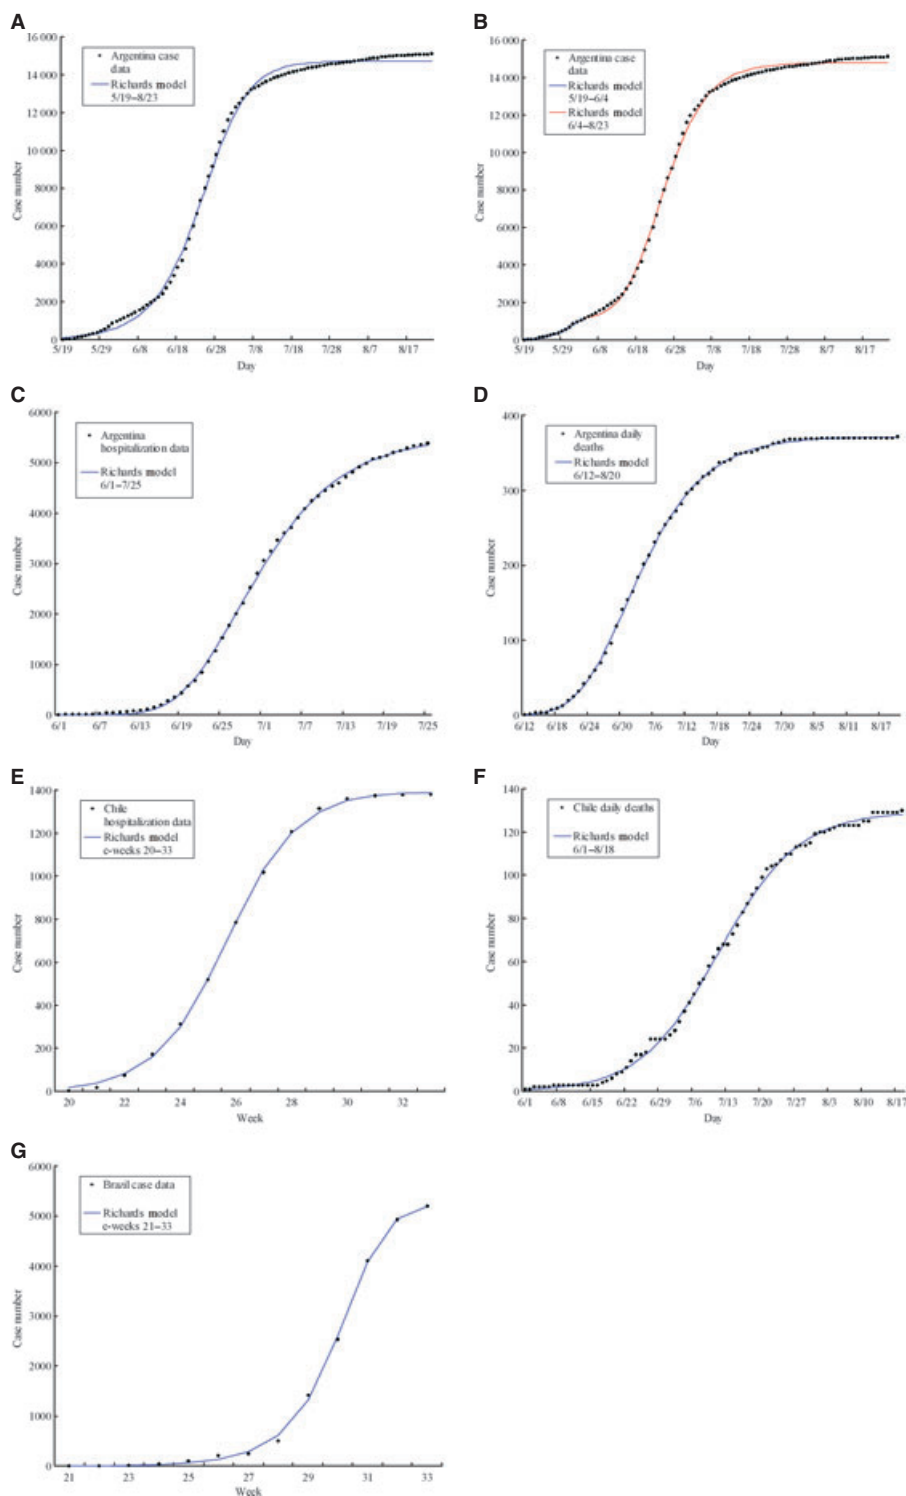 A
16 000
14 000
12 000
10 000
8000
6000
4000
2000
0
Case number
Argentina case
data
Richards model
5/19–8/23
5/19 5/29 6/8 6/18 6/28 7/8 7/18 7/28 8/7 8/17
Day
B
16 000
14 000
12 000
10 000
8000
6000
4000
2000
0
Case number
Argentina case
data
Richards model
5/19–6/4
Richards model
6/4–8/23
5/19 5/29 6/8 6/18 6/28 7/8 7/18 7/28 8/7 8/17
Day
C
6000
5000
4000
3000
2000
1000
0
Case number
Argentina
hospitalization data
Richards model
6/1–7/25
6/1 6/7 6/13 6/19 6/25 7/1 7/7 7/13 7/19 7/25
Day
D
400
300
200
100
0
Case number
Argentina daily
deaths
Richards model
6/12–8/20
6/12 6/18 6/24 6/30 7/6 7/12 7/18 7/24 7/30 8/5 8/11 8/17
Day
E
1400
1200
1000
800
600
400
200
0
Case number
Chile
hospitalization data
Richards model
e-weeks 20–33
20 22 24 26 28 30 32
Week
F
140
120
100
80
60
40
20
0
Case number
Chile daily deaths
Richards model
6/1–8/18
6/1 6/8 6/15 6/22 6/29 7/6 7/13 7/20 7/27 8/3 8/10 8/17
Day
G
6000
5000
4000
3000
2000
1000
0
Case number
Brazil case data
Richards model
e-weeks 21–33
21 23 25 27 29 31 33
Week